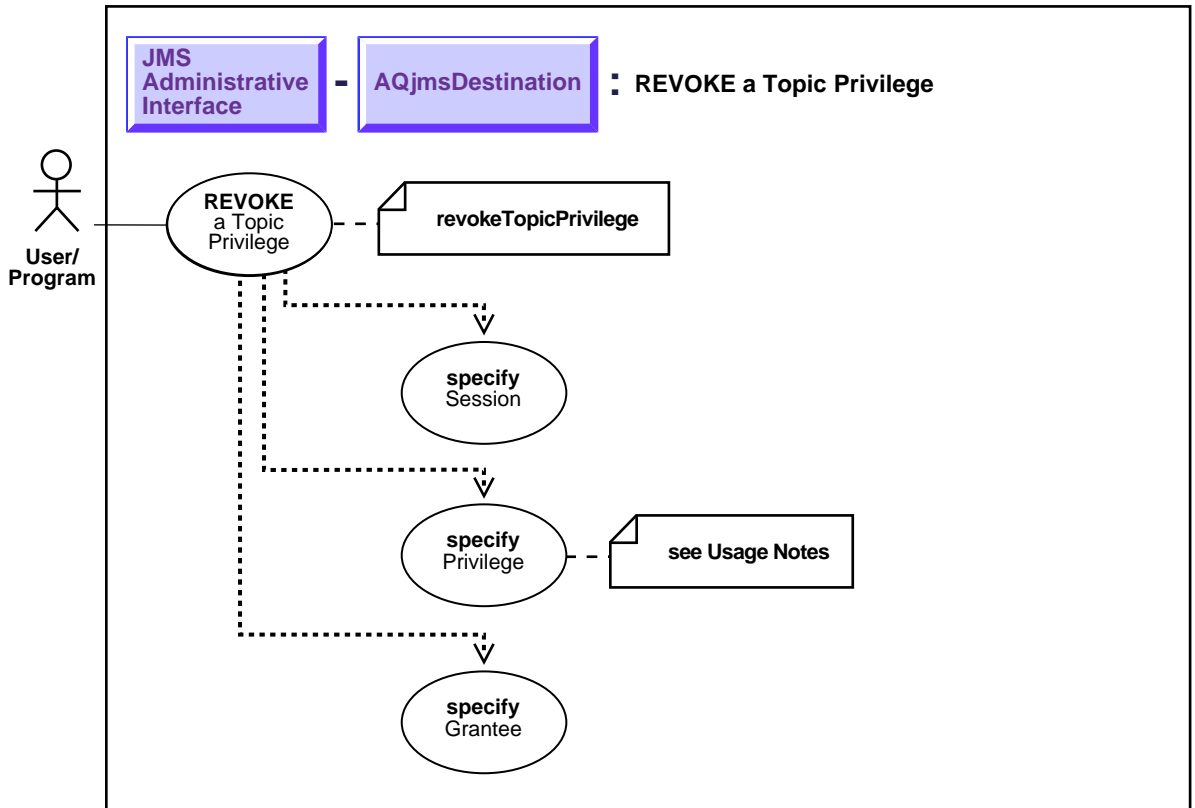 JMS
Administrative
Interface
-
AQjmsDestination
: REVOKE a Topic Privilege
User/
Program
REVOKE
a Topic
Privilege
revokeTopicPrivilege
specify
Session
specify
Privilege
see Usage Notes
specify
Grantee